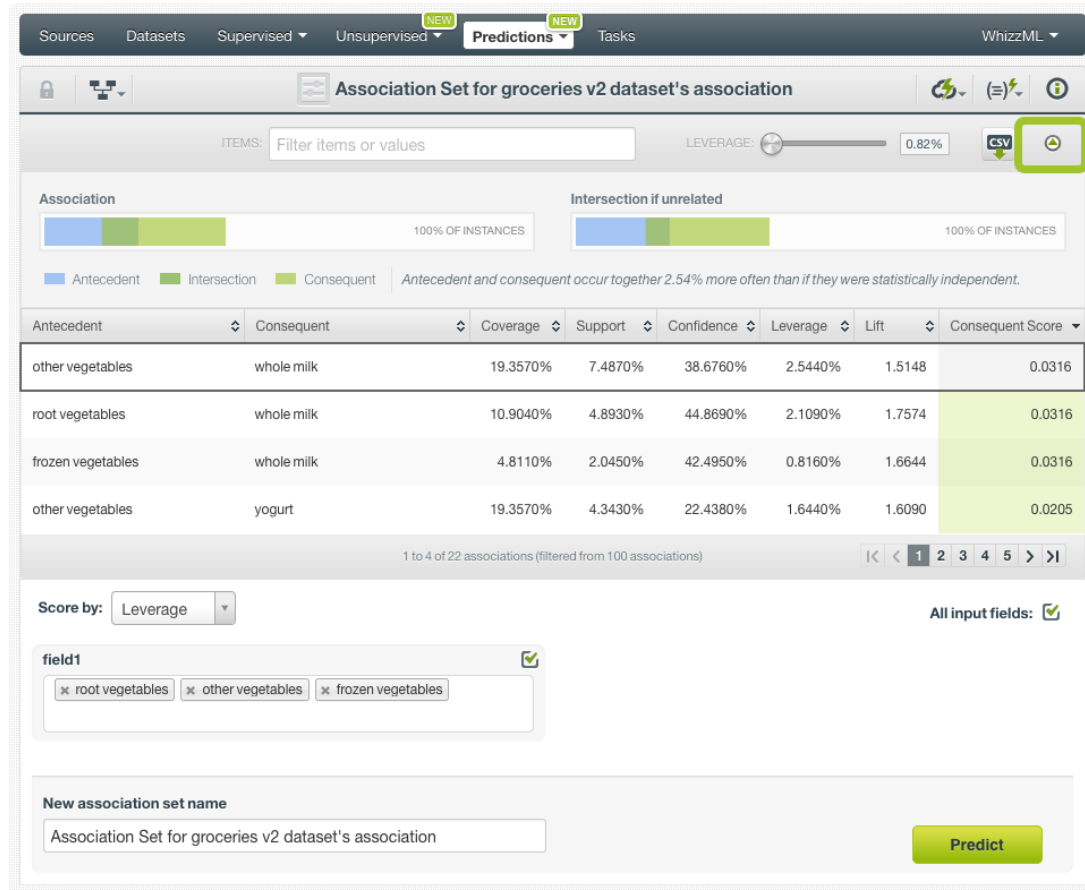 NEW NEW
Sources Datasets Supervised Unsupervised Predictions Tasks WhizzML
Association Set for groceries v2 dataset's association
ITEMS: Filter items or values LEVERAGE: 0.82% CSV
Association Intersection if unrelated
100% OF INSTANCES 100% OF INSTANCES
Antecedent Intersection Consequent Antecedent and consequent occur together 2.54% more often than if they were statistically independent.
Antecedent Consequent Coverage Support Confidence Leverage Lift Consequent Score
other vegetables whole milk 19.3570% 7.4870% 38.6760% 2.5440% 1.5148 0.0316
root vegetables whole milk 10.9040% 4.8930% 44.8690% 2.1090% 1.7574 0.0316
frozen vegetables whole milk 4.8110% 2.0450% 42.4950% 0.8160% 1.6644 0.0316
other vegetables yogurt 19.3570% 4.3430% 22.4380% 1.6440% 1.6090 0.0205
1 to 4 of 22 associations (filtered from 100 associations) 1 2 3 4 5
Score by: Leverage All input fields:
field1
× root vegetables × other vegetables × frozen vegetables
New association set name
Association Set for groceries v2 dataset's association
Predict